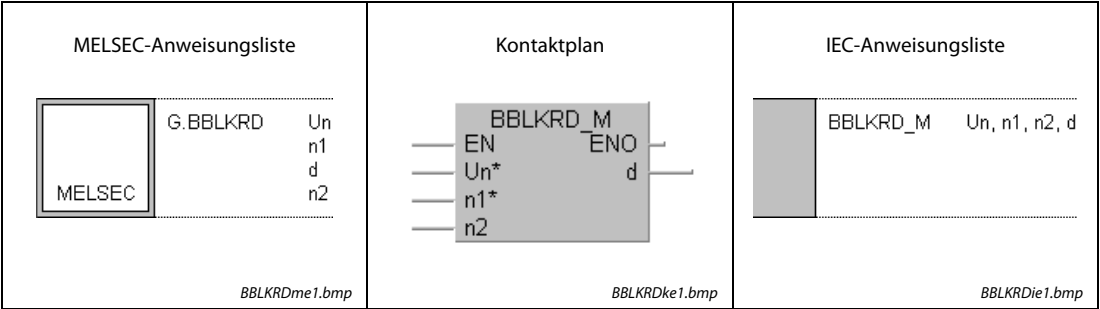 MELSEC-Anweisungsliste
MELSEC
G.BBLKRD Un
n1
d
n2
BBLKRDme1.bmp
Kontaktplan
BBLKRD_M
EN ENO
Un* d
n1*
n2
BBLKRDke1.bmp
IEC-Anweisungsliste
BBLKRD_M Un, n1, n2, d
BBLKRDie1.bmp